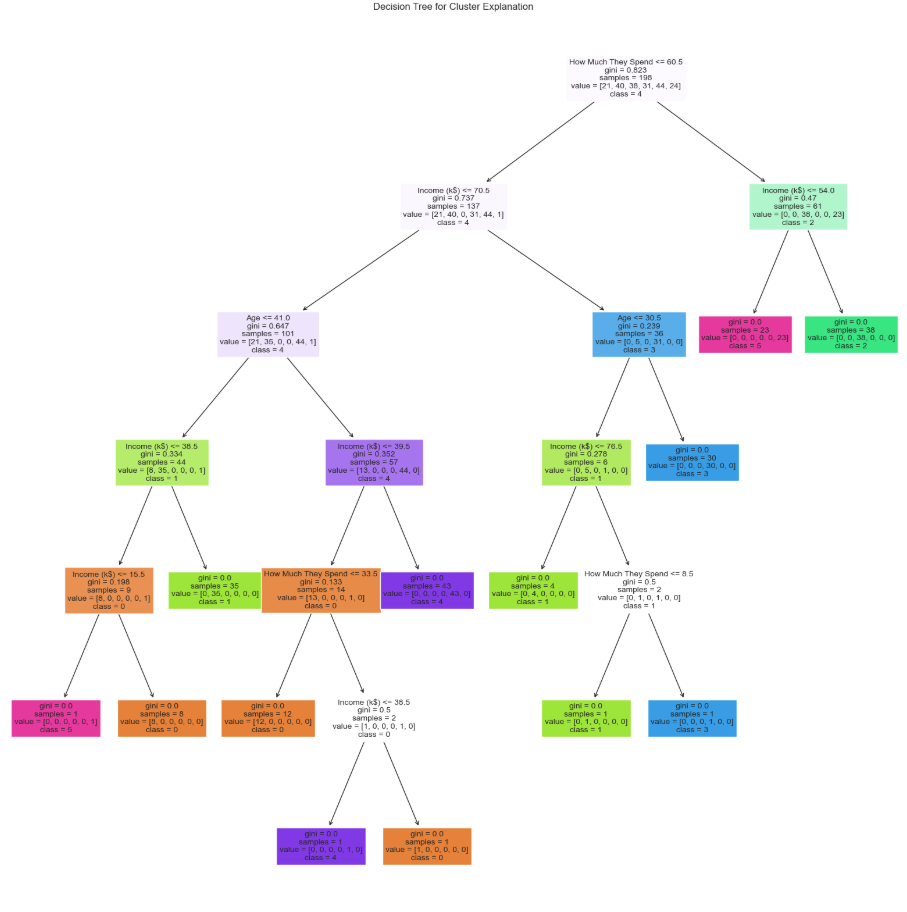 Decision Tree for Cluster Explanation
How Much They Spend <= 60.5
gini = 0.823
samples = 198
value = [21, 40, 38, 31, 44, 24]
class = 4
Income (k$) <= 70.5
gini = 0.737
samples = 137
value = [21, 40, 0, 31, 44, 1]
class = 4
Income (k$) <= 54.0
gini = 0.47
samples = 61
value = [0, 0, 38, 0, 0, 23]
class = 2
Age <= 41.0
gini = 0.647
samples = 101
value = [21, 35, 0, 0, 44, 1]
class = 4
Age <= 30.5
gini = 0.239
samples = 36
value = [0, 5, 0, 31, 0, 0]
class = 3
gini = 0.0
samples = 23
value = [0, 0, 0, 0, 0, 23]
class = 5
gini = 0.0
samples = 38
value = [0, 0, 38, 0, 0, 0]
class = 2
Income (k$) <= 38.5
gini = 0.334
samples = 44
value = [8, 35, 0, 0, 0, 1]
class = 1
Income (k$) <= 39.5
gini = 0.352
samples = 57
value = [13, 0, 0, 0, 44, 0]
class = 4
Income (k$) <= 76.5
gini = 0.278
samples = 6
value = [0, 5, 0, 1, 0, 0]
class = 1
gini = 0.0
samples = 30
value = [0, 0, 0, 30, 0, 0]
class = 3
Income (k$) <= 15.5
gini = 0.198
samples = 9
value = [8, 0, 0, 0, 0, 1]
class = 0
gini = 0.0
samples = 35
value = [0, 35, 0, 0, 0, 0]
class = 1
How Much They Spend <= 33.5
gini = 0.133
samples = 14
value = [13, 0, 0, 0, 1, 0]
class = 0
gini = 0.0
samples = 43
value = [0, 0, 0, 0, 43, 0]
class = 4
gini = 0.0
samples = 4
value = [0, 4, 0, 0, 0, 0]
class = 1
How Much They Spend <= 8.5
gini = 0.5
samples = 2
value = [0, 1, 0, 1, 0, 0]
class = 1
gini = 0.0
samples = 1
value = [0, 0, 0, 0, 0, 1]
class = 5
gini = 0.0
samples = 8
value = [8, 0, 0, 0, 0, 0]
class = 0
gini = 0.0
samples = 12
value = [12, 0, 0, 0, 0, 0]
class = 0
Income (k$) <= 38.5
gini = 0.5
samples = 2
value = [1, 0, 0, 0, 1, 0]
class = 0
gini = 0.0
samples = 1
value = [0, 1, 0, 0, 0, 0]
class = 1
gini = 0.0
samples = 1
value = [0, 0, 0, 1, 0, 0]
class = 3
gini = 0.0
samples = 1
value = [0, 0, 0, 0, 1, 0]
class = 4
gini = 0.0
samples = 1
value = [1, 0, 0, 0, 0, 0]
class = 0